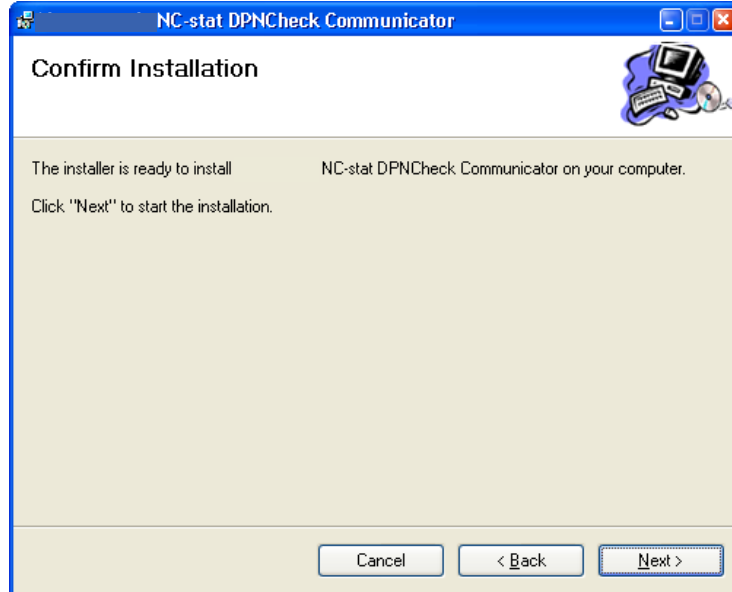 NC-stat DPNCheck Communicator
Confirm Installation
The installer is ready to install NC-stat DPNCheck Communicator on your computer.
Click "Next" to start the installation.
Cancel < Back Next >